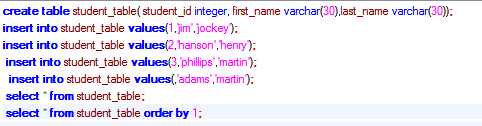 create table student_table( student_id integer, first_name varchar(30),last_name varchar(30));
insert into student_table values(1,'jim','jockey');
insert into student_table values(2,'hanson','henry');
insert into student_table values(3,'phillips','martin');
insert into student_table values(,'adams','martin');
select * from student_table;
select * from student_table order by 1;